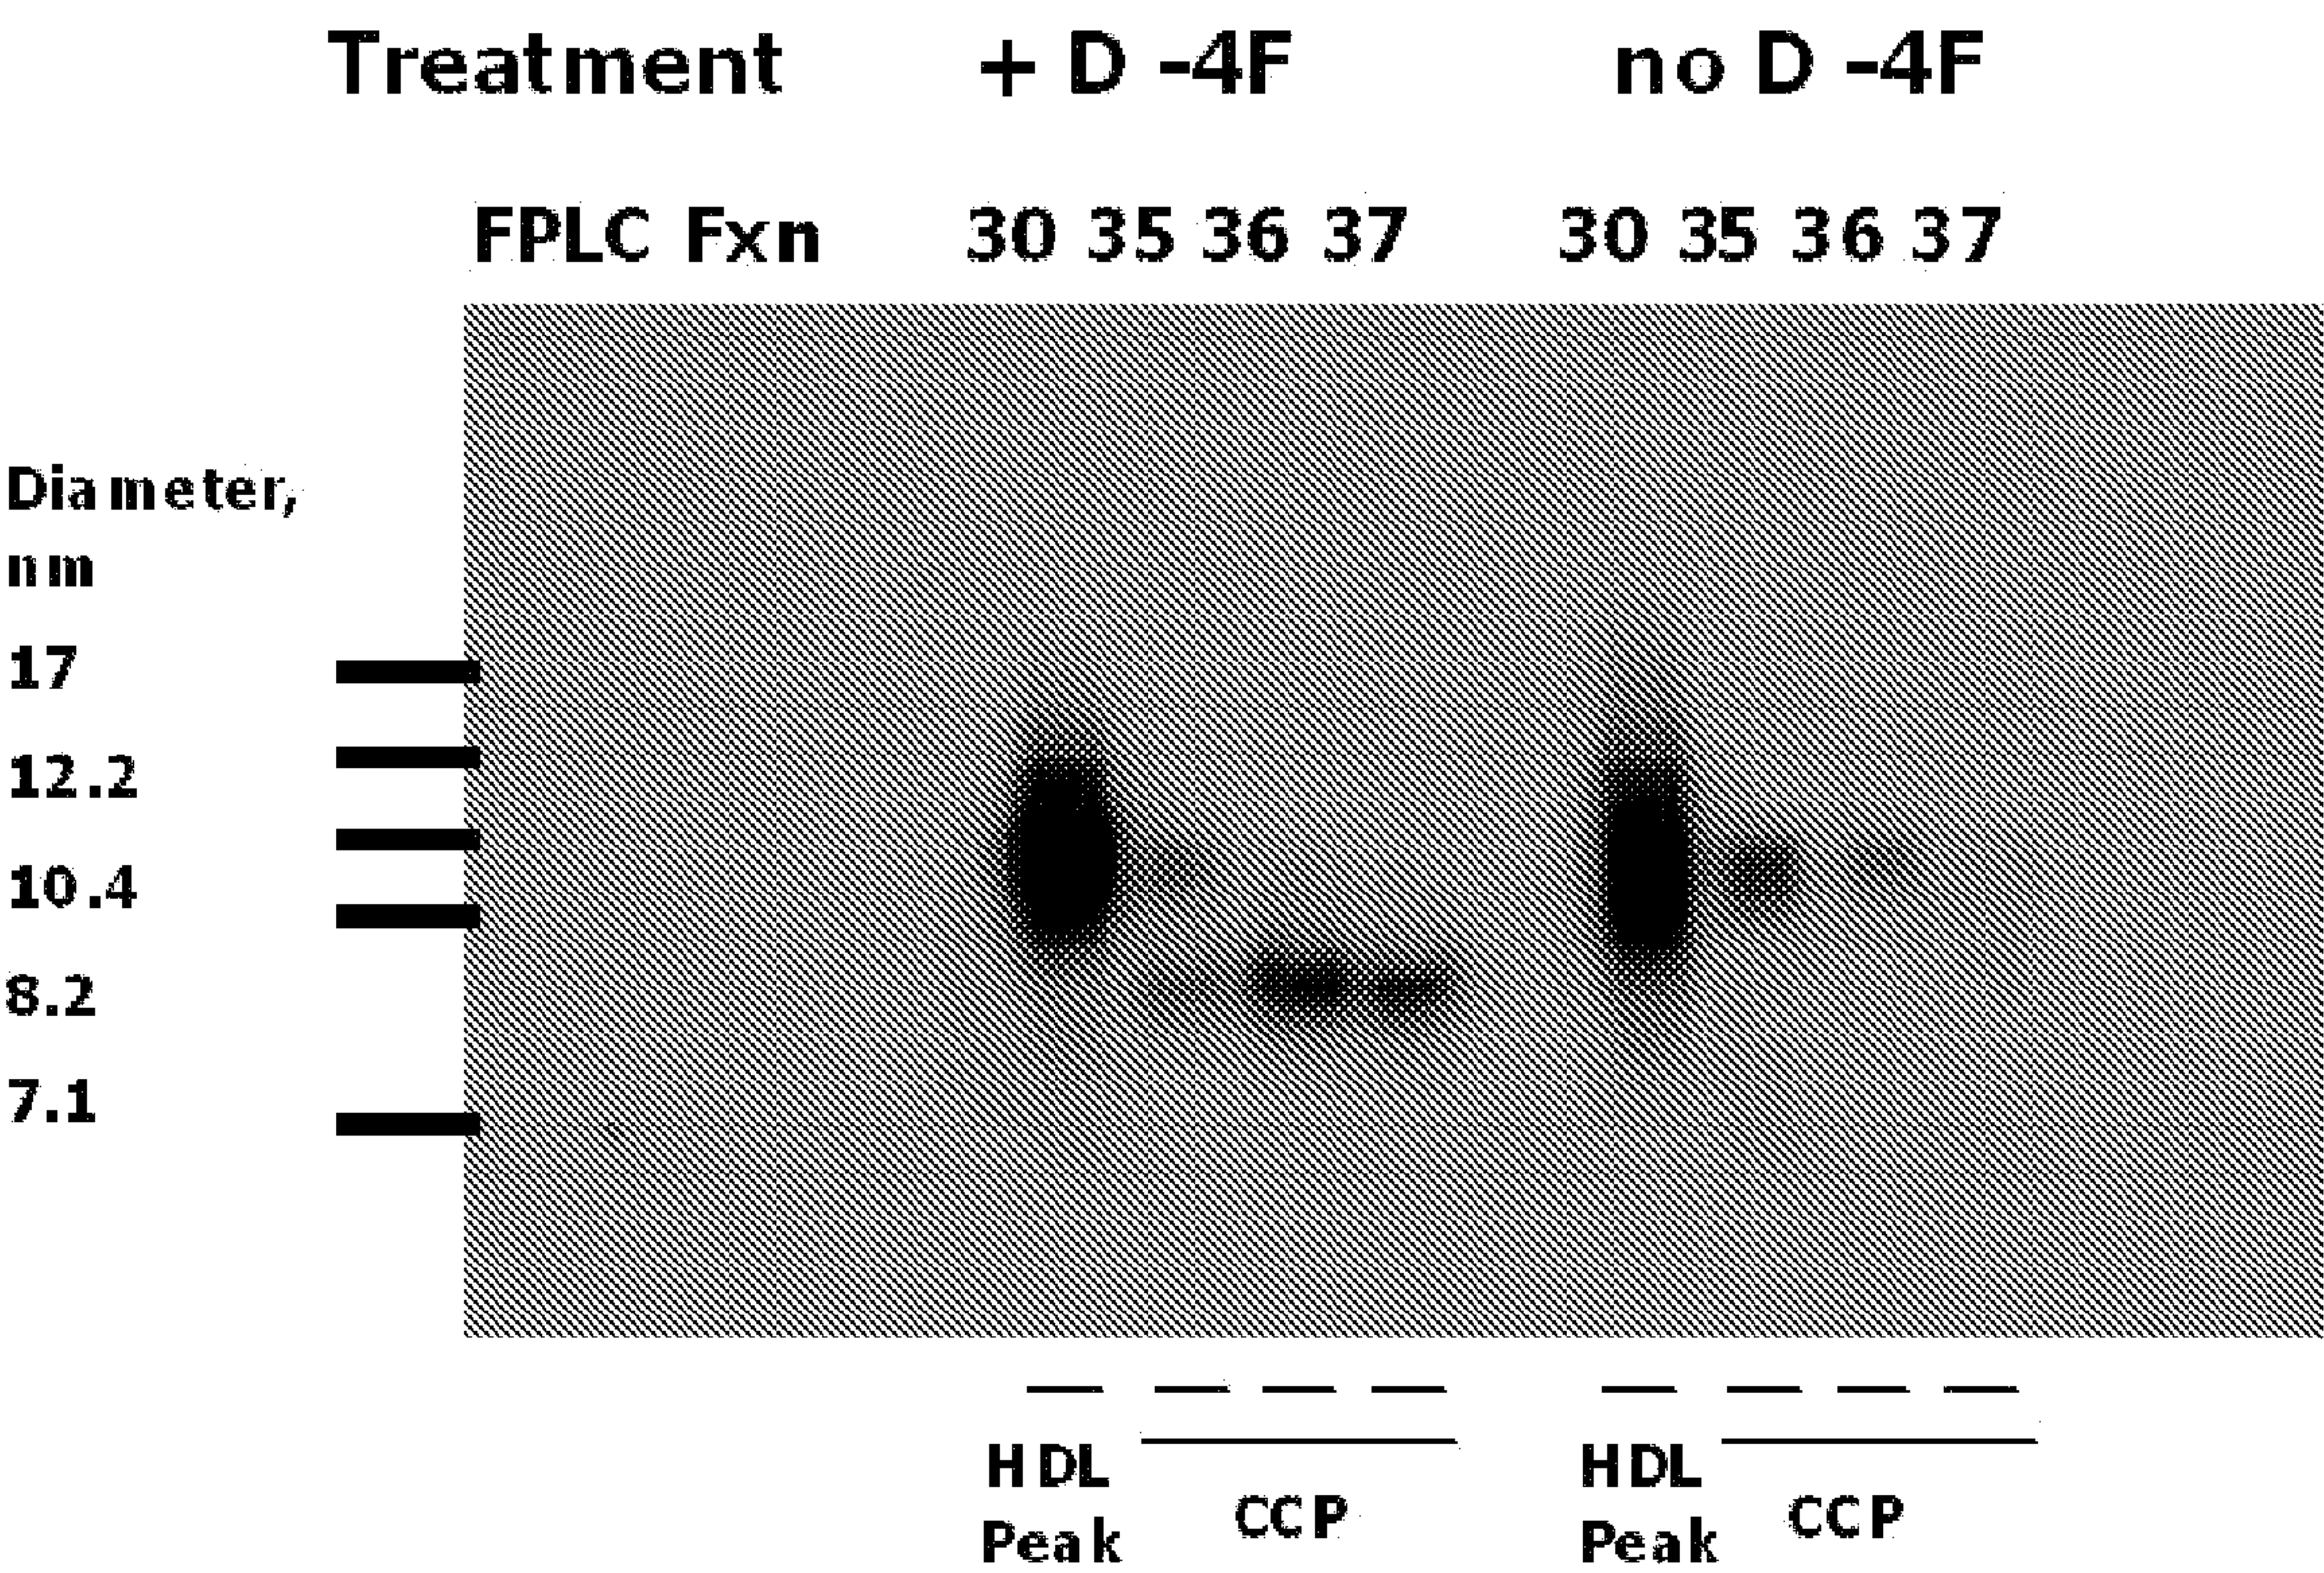 Treatment + D -4F no D -4F
FPLC Fxn 30 35 36 37 30 35 36 37
Diameter,
nm
17
12.2
10.4
8.2
7.1
HDL HDL
CCP CCP
Peak Peak